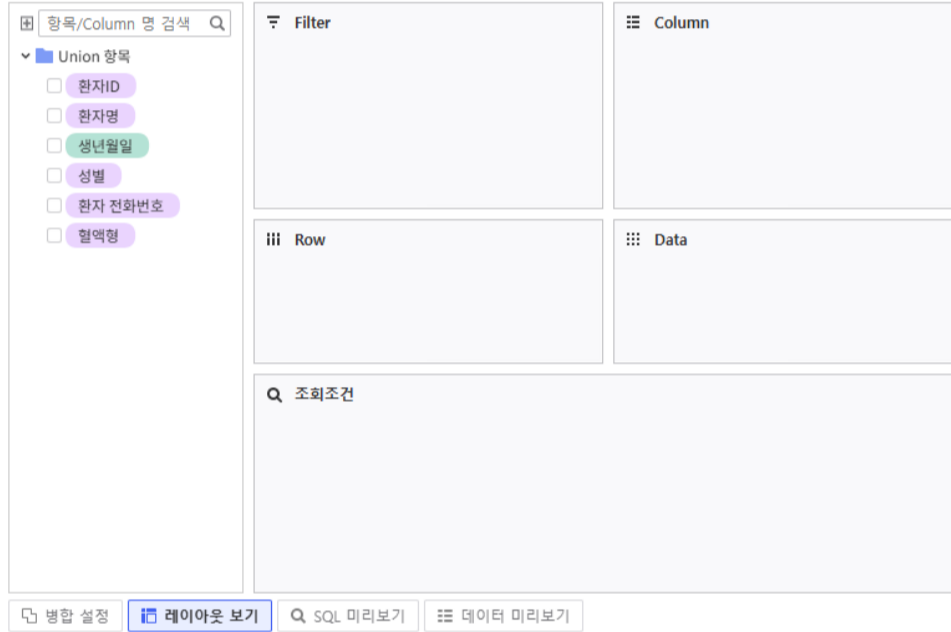 항목/Column 명 검색
Union 항목
환자ID
환자명
생년월일
성별
환자 전화번호
혈액형
Filter
Column
Row
Data
조회조건
병합 설정
레이아웃 보기
SQL 미리보기
데이터 미리보기